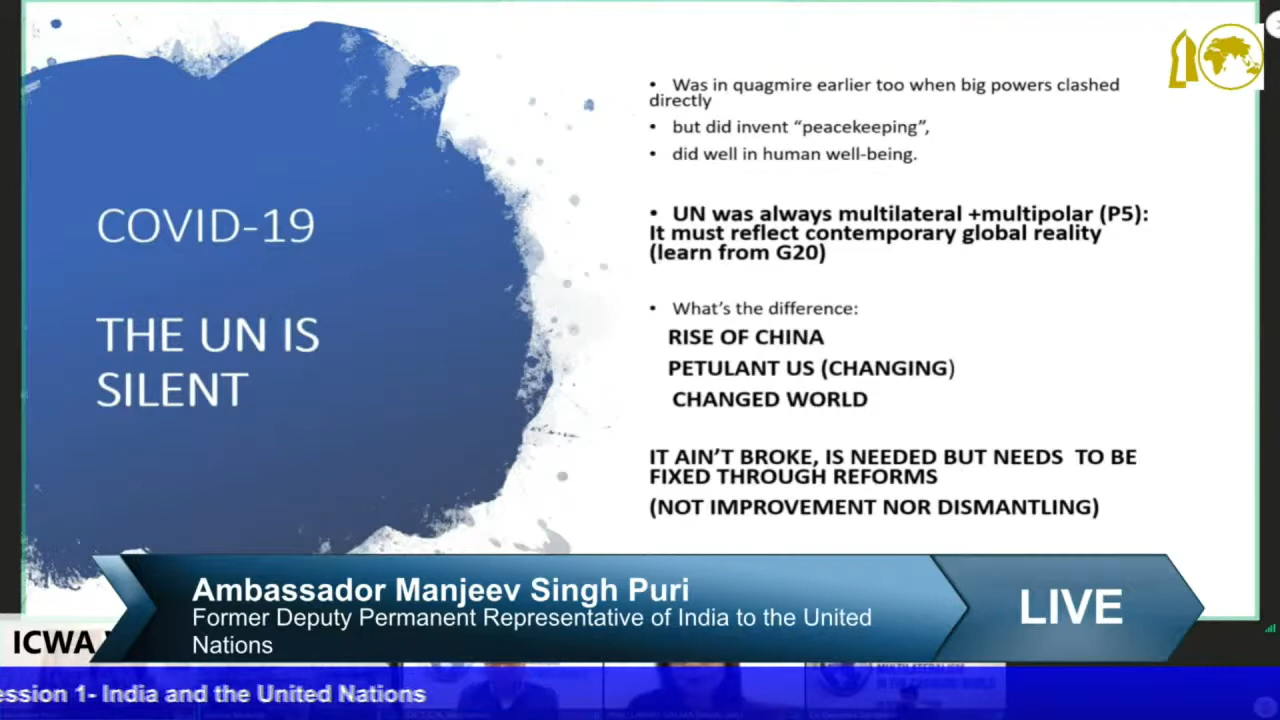 COVID-19
THE UN IS
SILENT
• Was in quagmire earlier too when big powers clashed
directly
• but did invent “peacekeeping”,
• did well in human well-being.
• UN was always multilateral +multipolar (P5):
It must reflect contemporary global reality
(learn from G20)
• What’s the difference:
RISE OF CHINA
PETULANT US (CHANGING)
CHANGED WORLD
IT AIN’T BROKE, IS NEEDED BUT NEEDS TO BE
FIXED THROUGH REFORMS
(NOT IMPROVEMENT NOR DISMANTLING)
Ambassador Manjeev Singh Puri
Former Deputy Permanent Representative of India to the United
Nations
LIVE
ICWA
ession 1- India and the United Nations
MULTILATERALISM